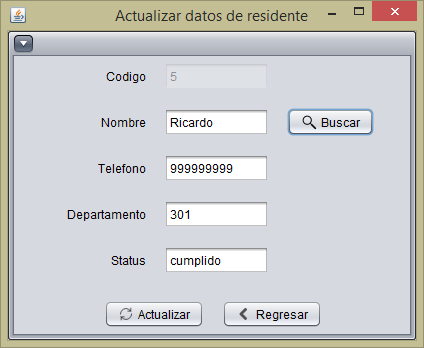 Actualizar datos de residente
Codigo 5
Nombre Ricardo Buscar
Telefono 999999999
Departamento 301
Status cumplido
Actualizar Regresar